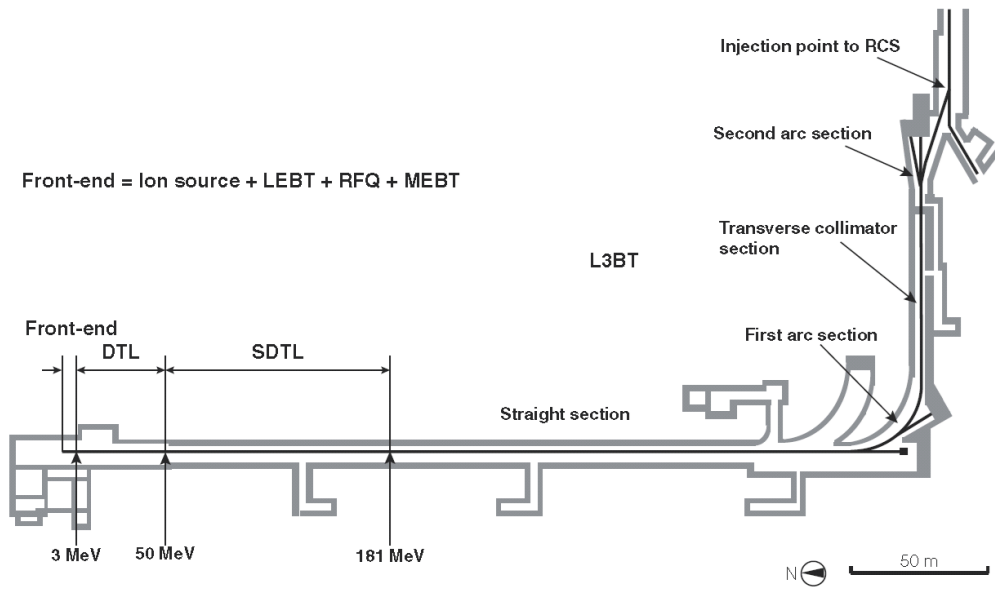 Injection point to RCS
Second arc section
Front-end = Ion source + LEBT + RFQ + MEBT
Transverse collimator
section
L3BT
Front-end
First arc section
DTL
SDTL
Straight section
3 MeV
50 MeV
181 MeV
N
50 m